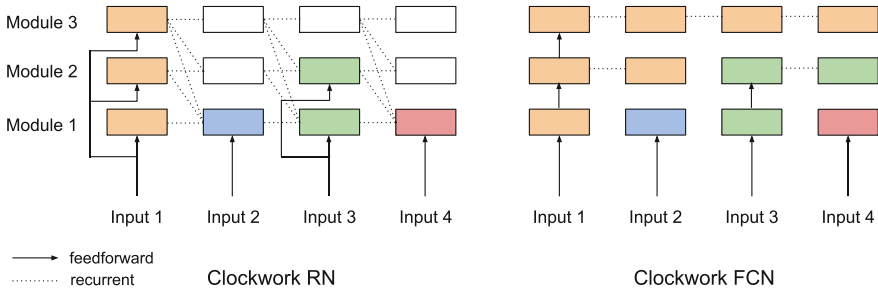 Module 3
Module 2
Module 1
Input 1 Input 2 Input 3 Input 4 Input 1 Input 2 Input 3 Input 4
feedforward
recurrent
Clockwork RN Clockwork FCN